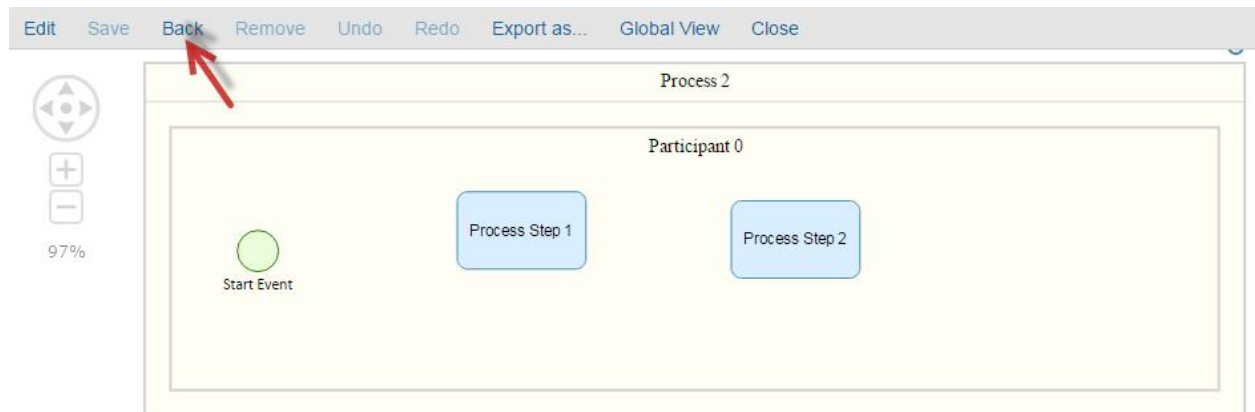 Edit Save Back Remove Undo Redo Export as... Global View Close
Process 2
Participant 0
Process Step 1
Process Step 2
97%
Start Event